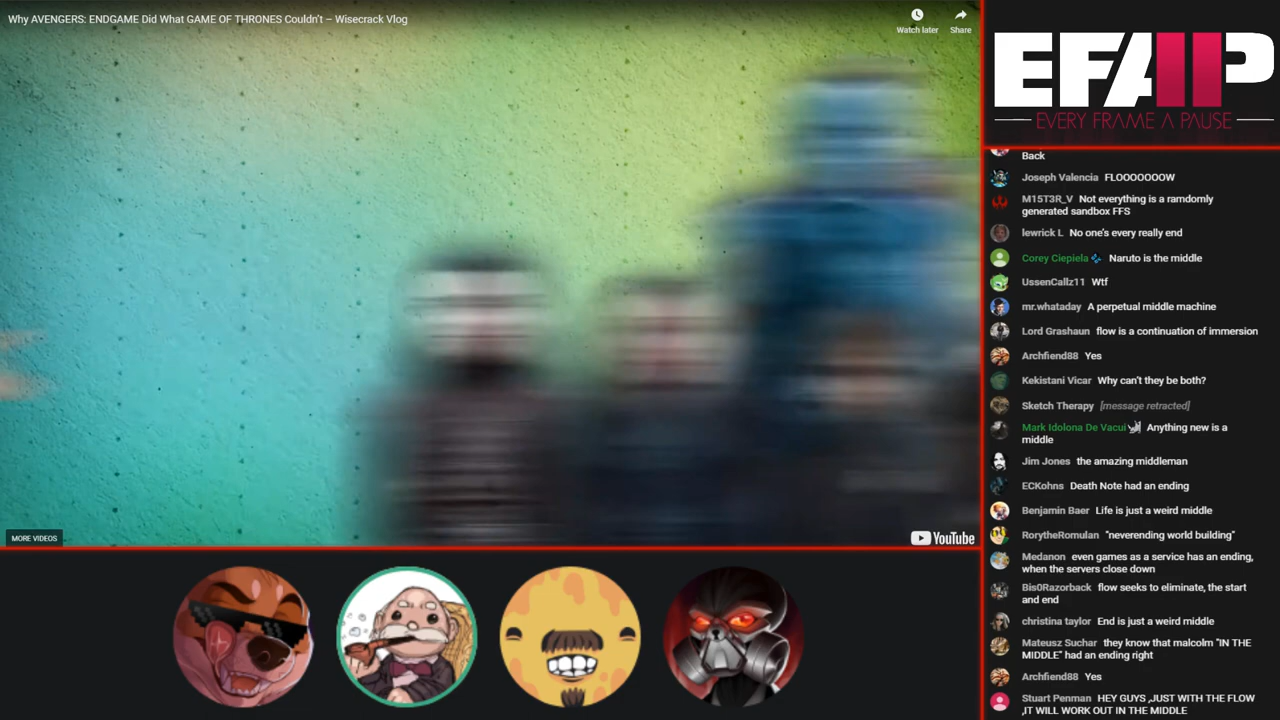 Why AVENGERS: ENDGAME Did What GAME OF THRONES Couldn't – Wisecrack Vlog
Watch later
Share
MORE VIDEOS
YouTube
EFAP
EVERY FRAME A PAUSE
Back
Joseph Valencia FLOOOOOOOW
M15T3R_V Not everything is a ramdomly
generated sandbox FFS
lewrick L No one's every really end
Corey Ciepiela Naruto is the middle
UssenCallz11 Wtf
mr.whataday A perpetual middle machine
Lord Grashaun flow is a continuation of immersion
Archfiend88 Yes
Kekistani Vicar Why can't they be both?
Sketch Therapy [message retracted]
Mark Idolona De Vacui Anything new is a
middle
Jim Jones the amazing middleman
ECKohns Death Note had an ending
Benjamin Baer Life is just a weird middle
RorytheRomulan "neverending world building"
Medanon even games as a service has an ending,
when the servers close down
Bis0Razorback flow seeks to eliminate, the start
and end
christina taylor End is just a weird middle
Mateusz Suchar they know that malcolm "IN THE
MIDDLE" had an ending right
Archfiend88 Yes
Stuart Penman HEY GUYS ,JUST WITH THE FLOW
,IT WILL WORK OUT IN THE MIDDLE